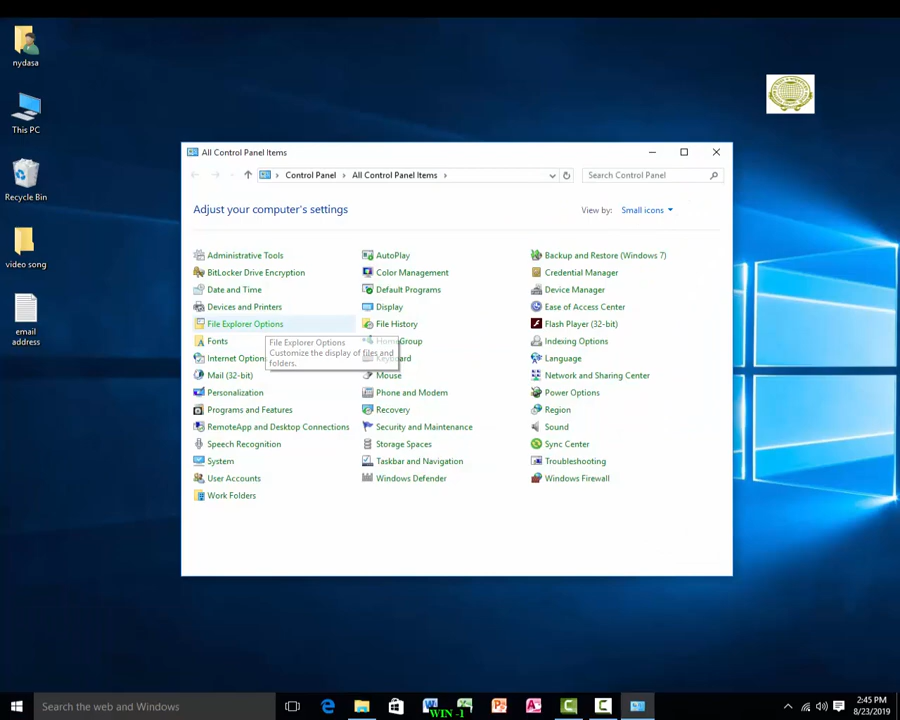 nydasa
This PC
Recycle Bin
video song
email
address
All Control Panel Items
Control Panel
All Control Panel Items
Search Control Panel
Adjust your computer's settings
View by: Small icons
Administrative Tools
AutoPlay
Backup and Restore (Windows 7)
BitLocker Drive Encryption
Color Management
Credential Manager
Date and Time
Default Programs
Device Manager
Devices and Printers
Display
Ease of Access Center
File Explorer Options
File History
Flash Player (32-bit)
Fonts
HomeGroup
Indexing Options
Internet Options
Keyboard
Language
File Explorer Options
Customize the display of files and
folders.
Mail (32-bit)
Mouse
Network and Sharing Center
Personalization
Phone and Modem
Power Options
Programs and Features
Recovery
Region
RemoteApp and Desktop Connections
Security and Maintenance
Sound
Speech Recognition
Storage Spaces
Sync Center
System
Taskbar and Navigation
Troubleshooting
User Accounts
Windows Defender
Windows Firewall
Work Folders
Search the web and Windows
WIN -1
2:45 PM
8/23/2019